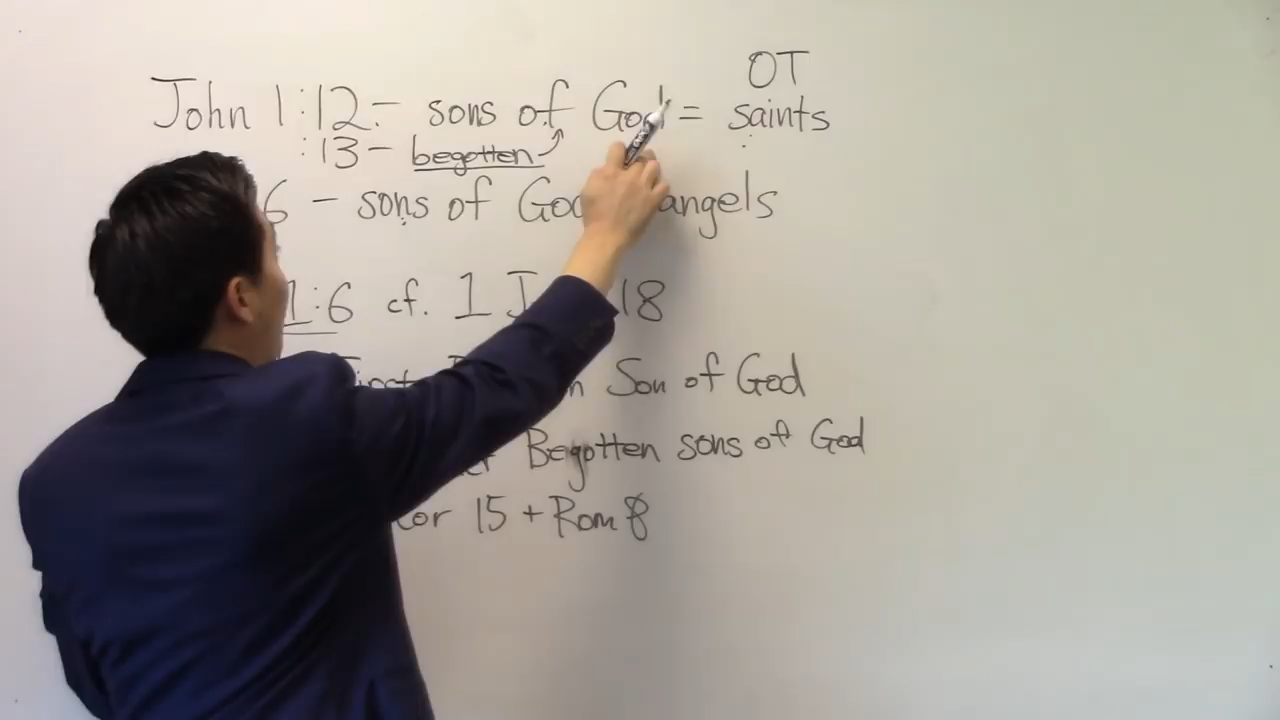 John 1:12 - sons of God = OT saints
:13 - begotten
6 - sons of God angels
1:6 cf. 1 J 18
Son of God
Begotten sons of God
Cor 15 + Rom 8